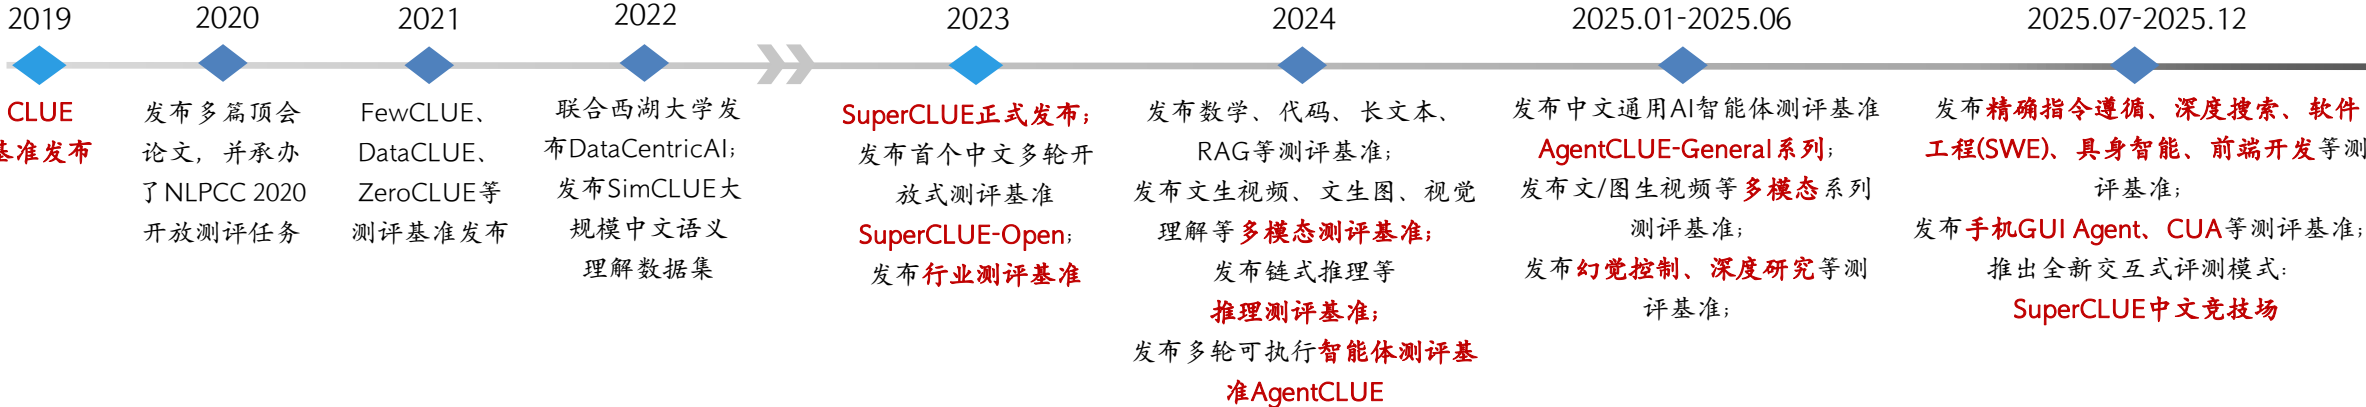 2019
CLUE
基准发布
2020
发布多篇顶会
论文，并承办
了NLPCC 2020
开放测评任务
2021
FewCLUE、
DataCLUE、
ZeroCLUE等
测评基准发布
2022
联合西湖大学发
布DataCentricAI；
发布SimCLUE大
规模中文语义
理解数据集
2023
SuperCLUE正式发布；
发布首个中文多轮开
放式测评基准
SuperCLUE-Open；
发布行业测评基准
2024
发布数学、代码、长文本、
RAG等测评基准；
发布文生视频、文生图、视觉
理解等多模态测评基准；
发布链式推理等
推理测评基准；
发布多轮可执行智能体测评基
准AgentCLUE
2025.01-2025.06
发布中文通用AI智能体测评基准
AgentCLUE-General系列；
发布文/图生视频等多模态系列
测评基准；
发布幻觉控制、深度研究等测
评基准；
2025.07-2025.12
发布精确指令遵循、深度搜索、软件
工程(SWE)、具身智能、前端开发等测
评基准；
发布手机GUI Agent、CUA等测评基准；
推出全新交互式评测模式：
SuperCLUE中文竞技场